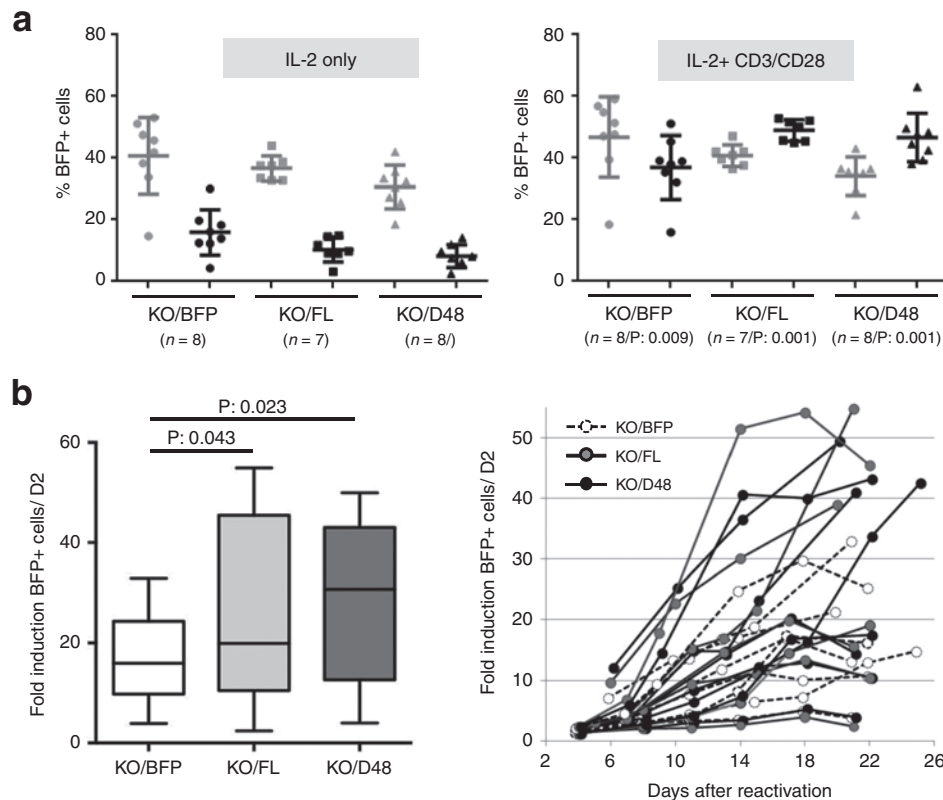 a
80
60
40
20
0
% BFP+ cells
IL-2 only
KO/BFP
KO/FL
KO/D48
(n = 8)
(n = 7)
(n = 8/)
80
60
40
20
0
% BFP+ cells
IL-2+ CD3/CD28
KO/BFP
KO/FL
KO/D48
(n = 8/P: 0.009)
(n = 7/P: 0.001)
(n = 8/P: 0.001)
b
P: 0.023
P: 0.043
60
40
20
0
Fold induction BFP+ cells/ D2
KO/BFP
KO/FL
KO/D48
50
40
30
20
10
0
Fold induction BFP+ cells/ D2
KO/BFP
KO/FL
KO/D48
2
6
10
14
18
22
26
Days after reactivation